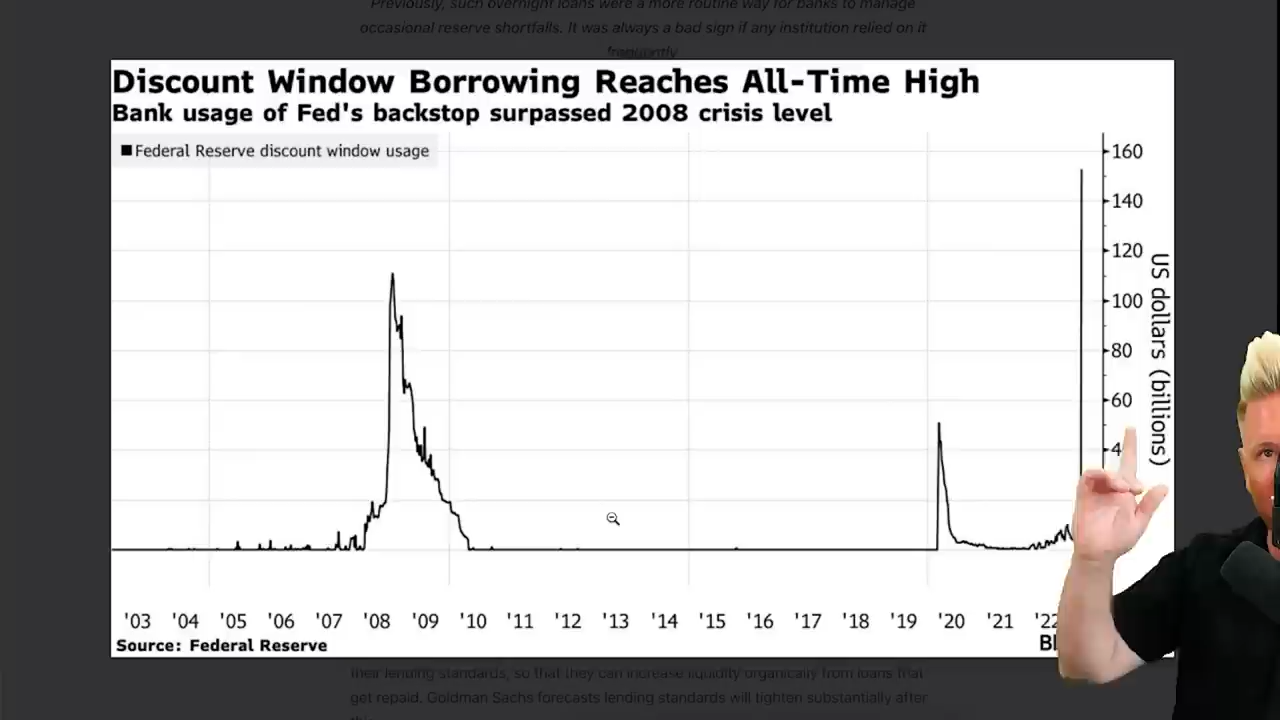 Previously, such overnight loans were a more routine way for banks to manage
occasional reserve shortfalls. It was always a bad sign if any institution relied on it
frequently
Discount Window Borrowing Reaches All-Time High
Bank usage of Fed's backstop surpassed 2008 crisis level
Federal Reserve discount window usage
160
140
120
100
80
60
4
US dollars (billions)
'03 '04 '05 '06 '07 '08 '09 '10 '11 '12 '13 '14 '15 '16 '17 '18 '19 '20 '21 '22
Source: Federal Reserve
their lending standards, so that they can increase liquidity organically from loans that
get repaid. Goldman Sachs forecasts lending standards will tighten substantially after